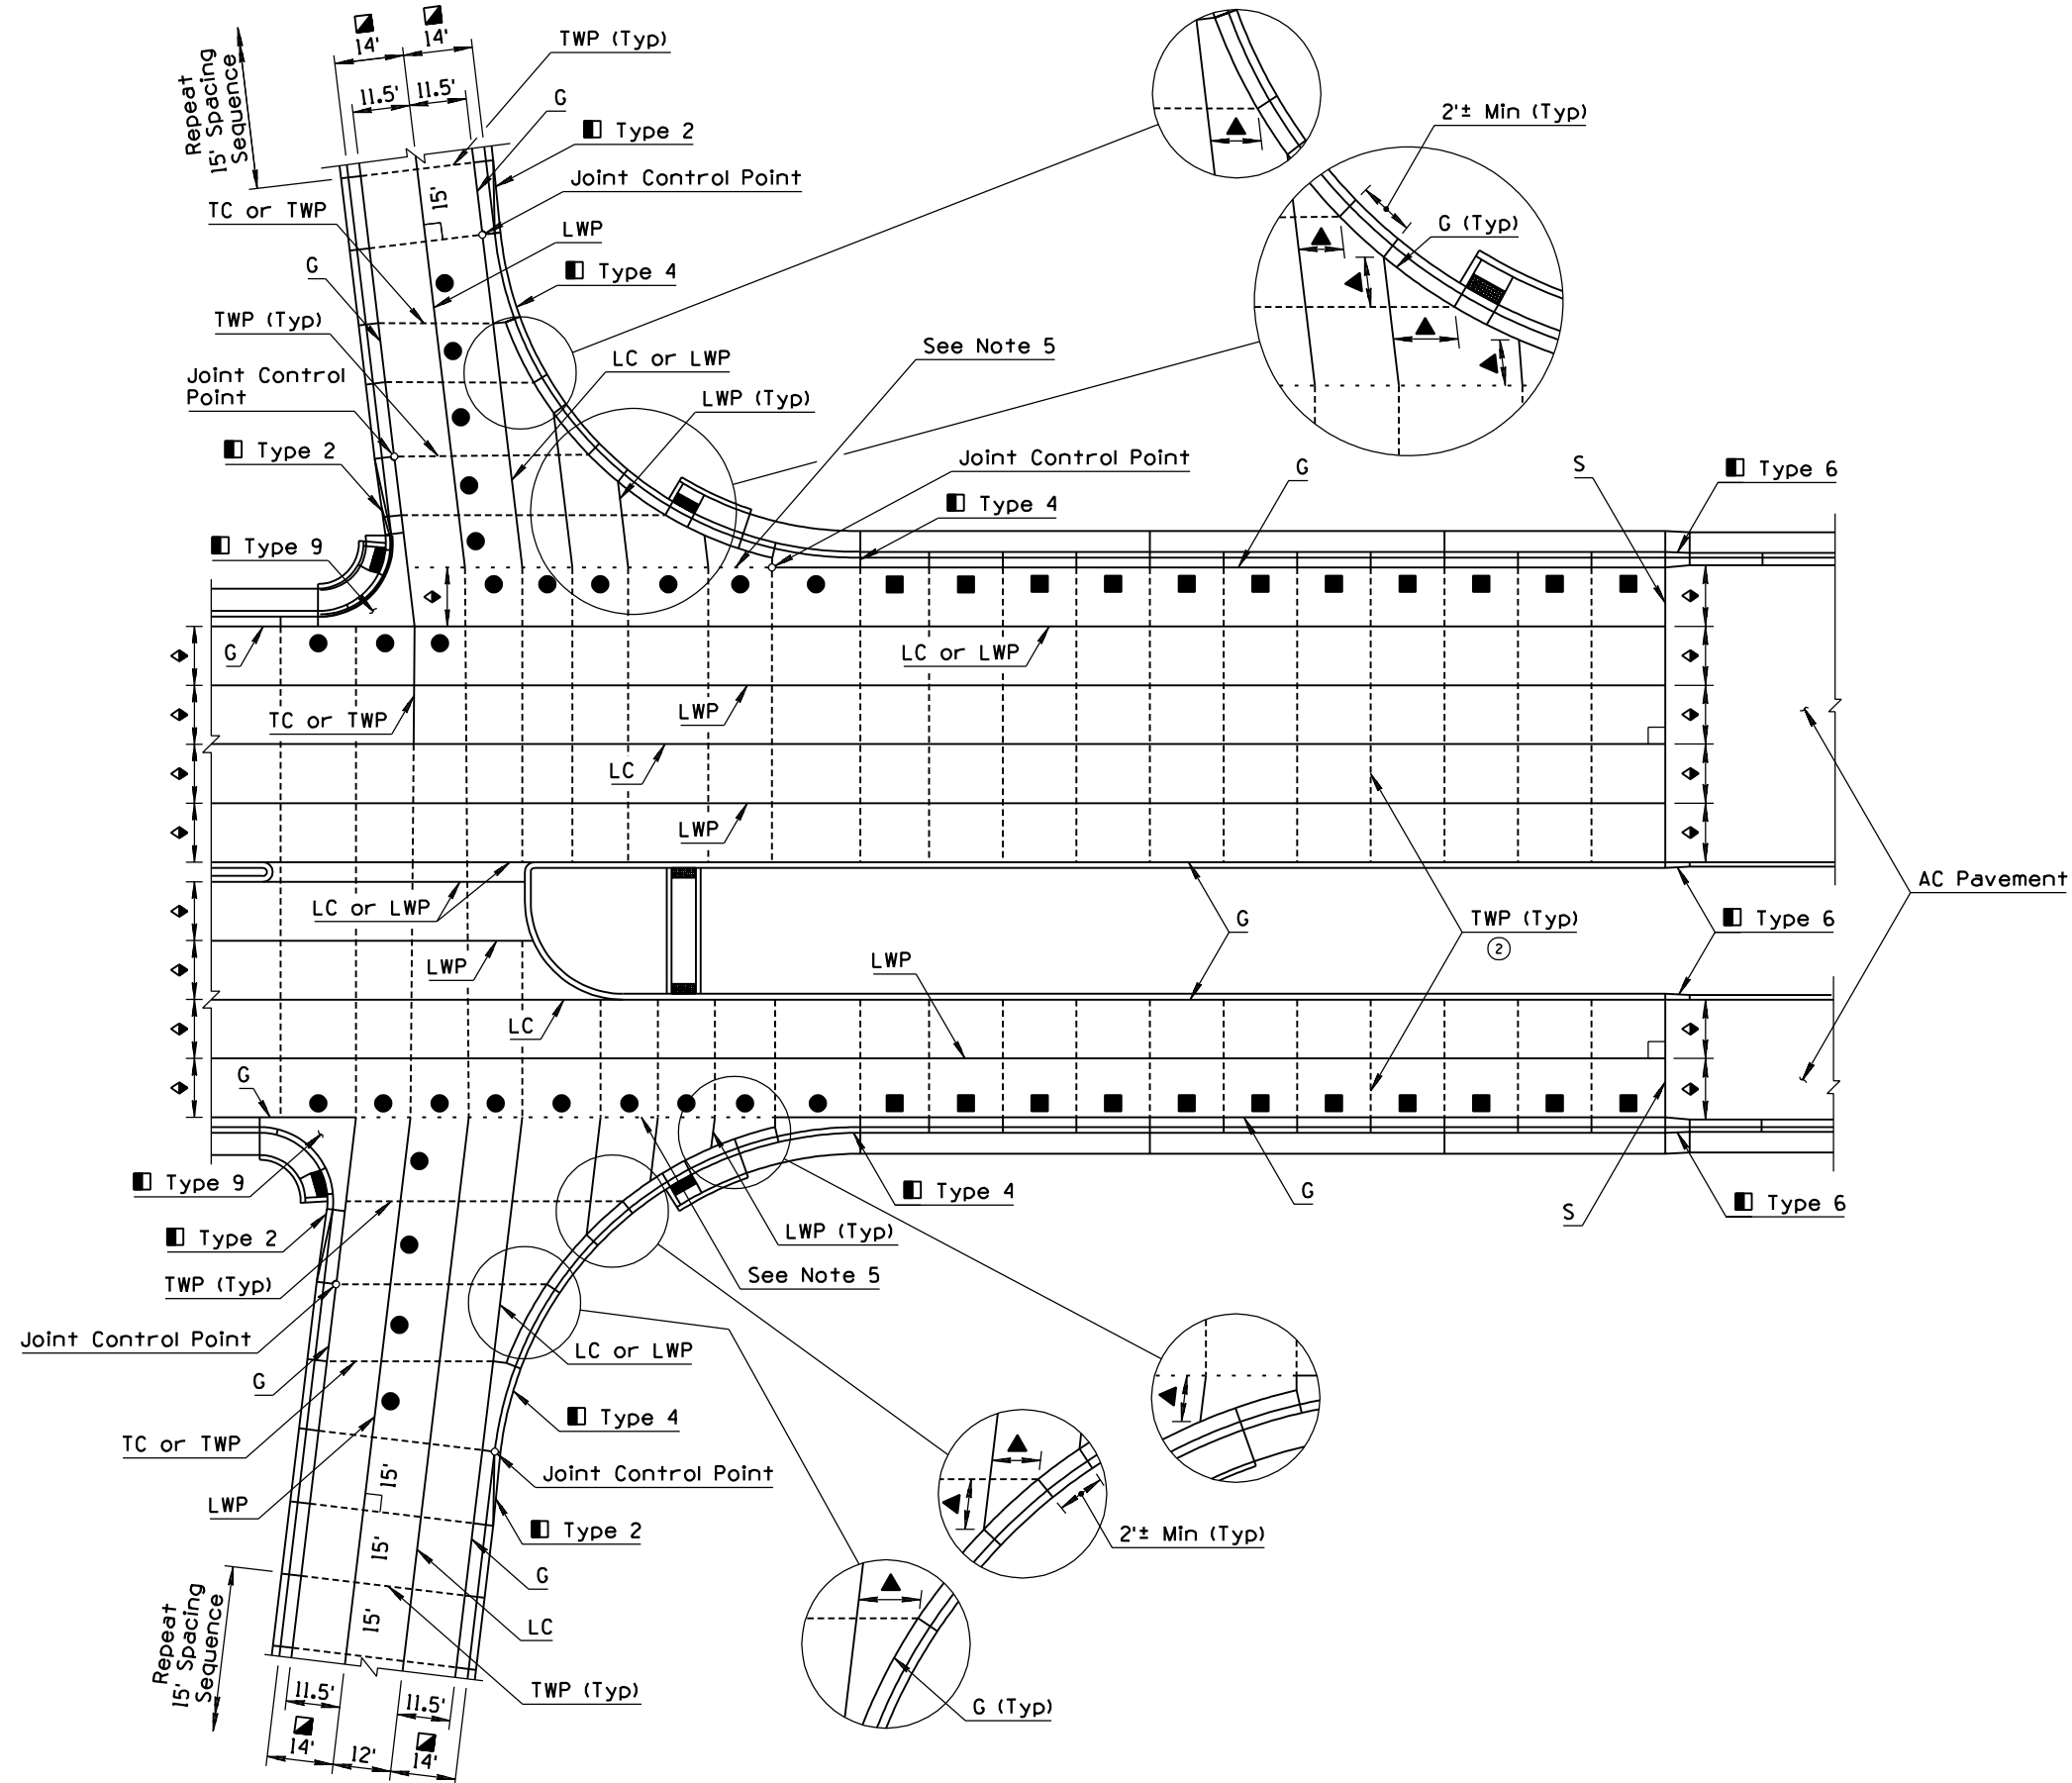 14'
14'
TWP (Typ)
11.5'
11.5'
G
Repeat
15' Spacing
Sequence
Type 2
2'± Min (Typ)
Joint Control Point
15'
TC or TWP
LWP
G (Typ)
G
Type 4
TWP (Typ)
LC or LWP
See Note 5
Joint Control
Point
LWP (Typ)
Type 2
Joint Control Point
G
S
Type 6
Type 4
Type 9
G
LC or LWP
TC or TWP
LWP
LC
LWP
AC Pavement
LC or LWP
G
TWP (Typ)
2
Type 6
LWP
LWP
LC
G
Type 9
Type 4
G
S
Type 6
Type 2
LWP (Typ)
TWP (Typ)
See Note 5
Joint Control Point
LC or LWP
G
Type 4
TC or TWP
15'
Joint Control Point
LWP
Type 2
2'± Min (Typ)
15'
G
Repeat
15' Spacing
Sequence
15'
LC
TWP (Typ)
11.5'
11.5'
G (Typ)
14'
12'
14'